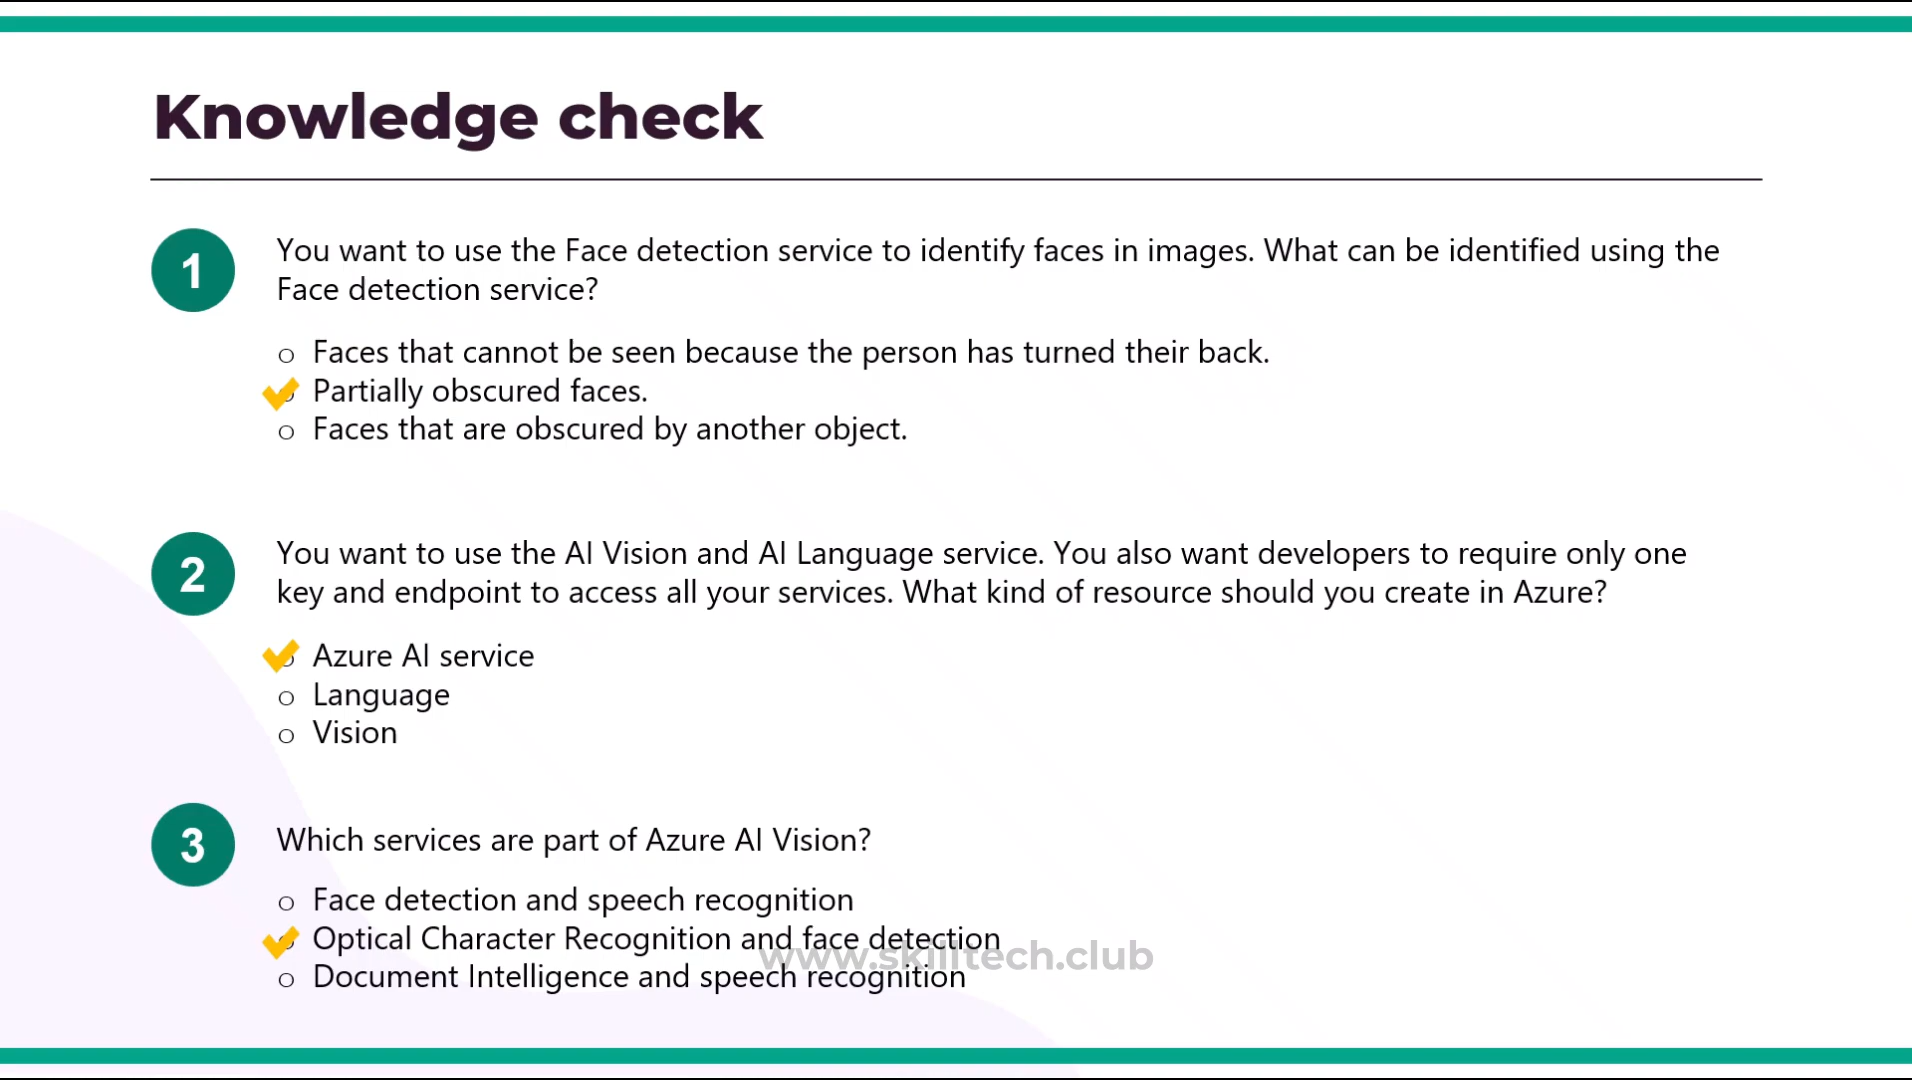 Knowledge check
1
You want to use the Face detection service to identify faces in images. What can be identified using the
Face detection service?
o Faces that cannot be seen because the person has turned their back.
Partially obscured faces.
o Faces that are obscured by another object.
2
You want to use the AI Vision and AI Language service. You also want developers to require only one
key and endpoint to access all your services. What kind of resource should you create in Azure?
Azure AI service
o Language
o Vision
3
Which services are part of Azure AI Vision?
o Face detection and speech recognition
Optical Character Recognition and face detection
www.skilltech.club
o Document Intelligence and speech recognition